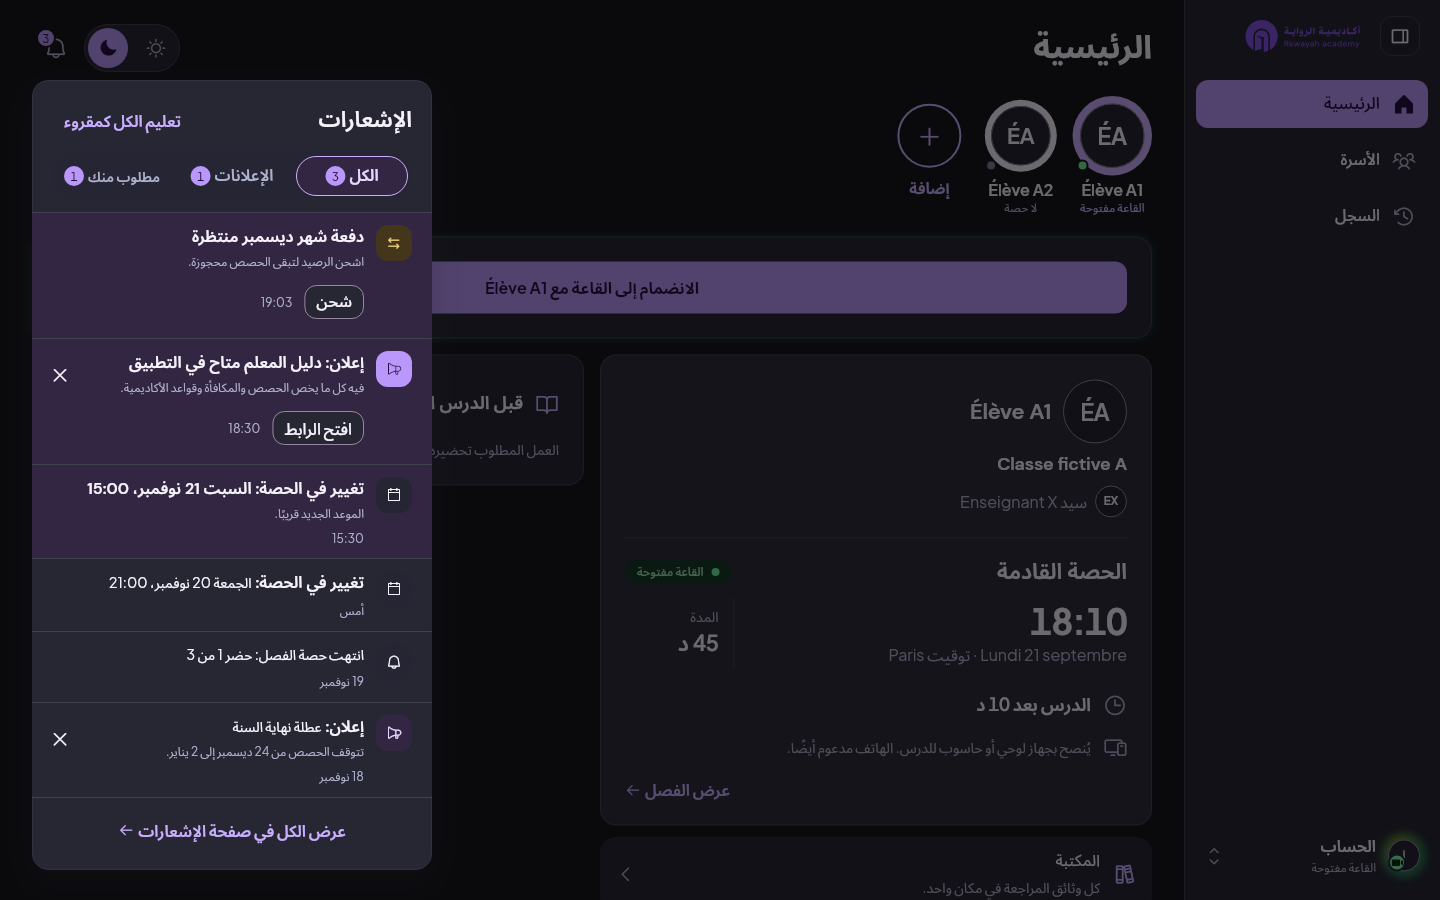 أكاديمية الرواية
Rewayah academy
الرئيسية
الأسرة
السجل
الحساب
القاعة مفتوحة
الرئيسية
ÉA
Élève A1
القاعة مفتوحة
ÉA
Élève A2
لا حصة
إضافة
الانضمام إلى القاعة مع Élève A1
ÉA
Élève A1
Classe fictive A
EX
سيد Enseignant X
الحصة القادمة
القاعة مفتوحة
18:10
Lundi 21 septembre · توقيت Paris
المدة
45 د
الدرس بعد 10 د
يُنصح بجهاز لوحي أو حاسوب للدرس. الهاتف مدعوم أيضًا.
عرض الفصل ←
المكتبة
كل وثائق المراجعة في مكان واحد.
قبل الدرس
العمل المطلوب تحضيره
3
الإشعارات
تعليم الكل كمقروء
الكل 3
الإعلانات 1
مطلوب منك 1
دفعة شهر ديسمبر منتظرة
اشحن الرصيد لتبقى الحصص محجوزة.
شحن
19:03
إعلان: دليل المعلم متاح في التطبيق
فيه كل ما يخص الحصص والمكافأة وقواعد الأكاديمية.
افتح الرابط
18:30
تغيير في الحصة: السبت 21 نوفمبر، 15:00
الموعد الجديد قريبًا.
15:30
تغيير في الحصة: الجمعة 20 نوفمبر، 21:00
أمس
انتهت حصة الفصل: حضر 1 من 3
19 نوفمبر
إعلان: عطلة نهاية السنة
تتوقف الحصص من 24 ديسمبر إلى 2 يناير.
18 نوفمبر
عرض الكل في صفحة الإشعارات ←